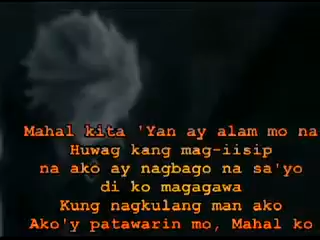 Mahal kita 'Yan ay alam mo na
Huwag kang mag-iisip
na ako ay nagbago na sa'yo
di ko magagawa
Kung nagkulang man ako
Ako'y patawarin mo, Mahal ko